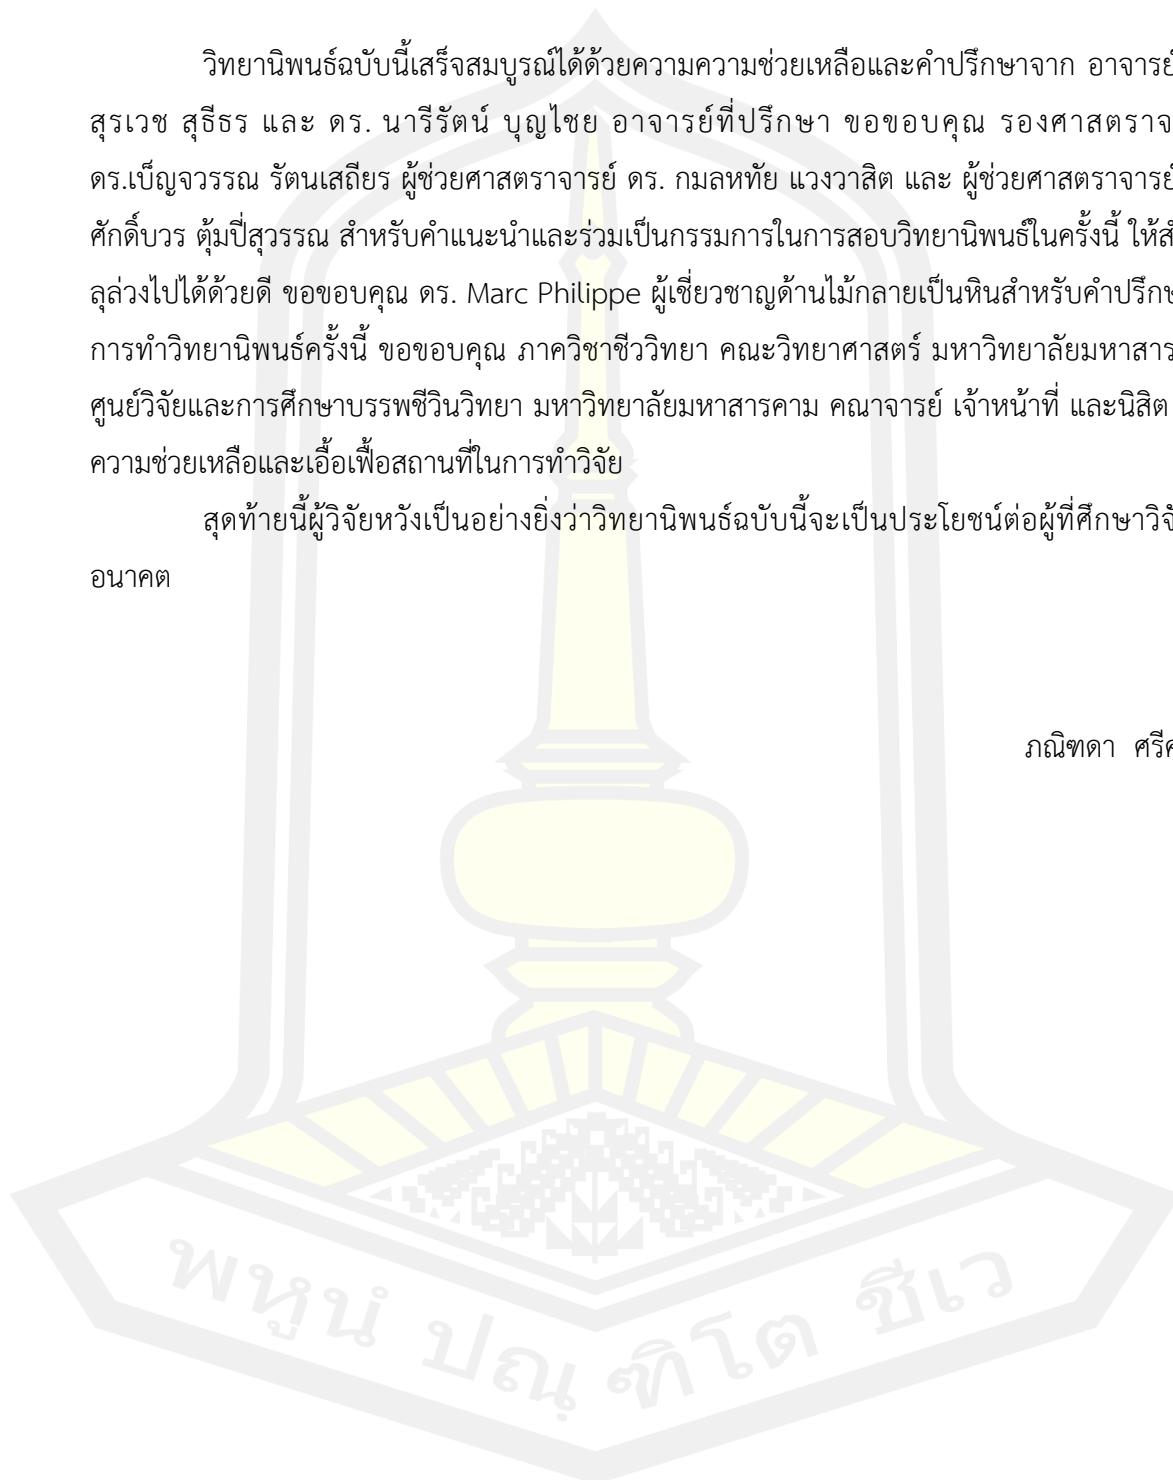 วิทยานิพนธ์ฉบับนี้เสร็จสมบูรณ์ได้ด้วยความความช่วยเหลือและคำปรึกษาจาก อาจารย์
สุรเวช สุธีธร และ ดร. นารีรัตน์ บุญไชย อาจารย์ที่ปรึกษา ขอขอบคุณ รองศาสตราจ
ดร.เบ็ญจวรรณ รัตนเสถียร ผู้ช่วยศาสตราจารย์ ดร. กมลหทัย แวงวาสิต และ ผู้ช่วยศาสตราจารย์
ศักดิ์บวร ตุ้มปี่สุวรรณ สำหรับคำแนะนำและร่วมเป็นกรรมการในการสอบวิทยานิพนธ์ในครั้งนี้ ให้สำ
ลุล่วงไปได้ด้วยดี ขอขอบคุณ ดร. Marc Philippe ผู้เชี่ยวชาญด้านไม้กลายเป็นหินสำหรับคำปรึกษ
การทำวิทยานิพนธ์ครั้งนี้ ขอขอบคุณ ภาควิชาชีววิทยา คณะวิทยาศาสตร์ มหาวิทยาลัยมหาสาร
ศูนย์วิจัยและการศึกษาบรรพชีวินวิทยา มหาวิทยาลัยมหาสารคาม คณาจารย์ เจ้าหน้าที่ และนิสิต
ความช่วยเหลือและเอื้อเฟื้อสถานที่ในการทำวิจัย
สุดท้ายนี้ผู้วิจัยหวังเป็นอย่างยิ่งว่าวิทยานิพนธ์ฉบับนี้จะเป็นประโยชน์ต่อผู้ที่ศึกษาวิจั
อนาคต
ภณิฑดา ศรีค
พหูนํ ปณฺฑิโต ชีเว